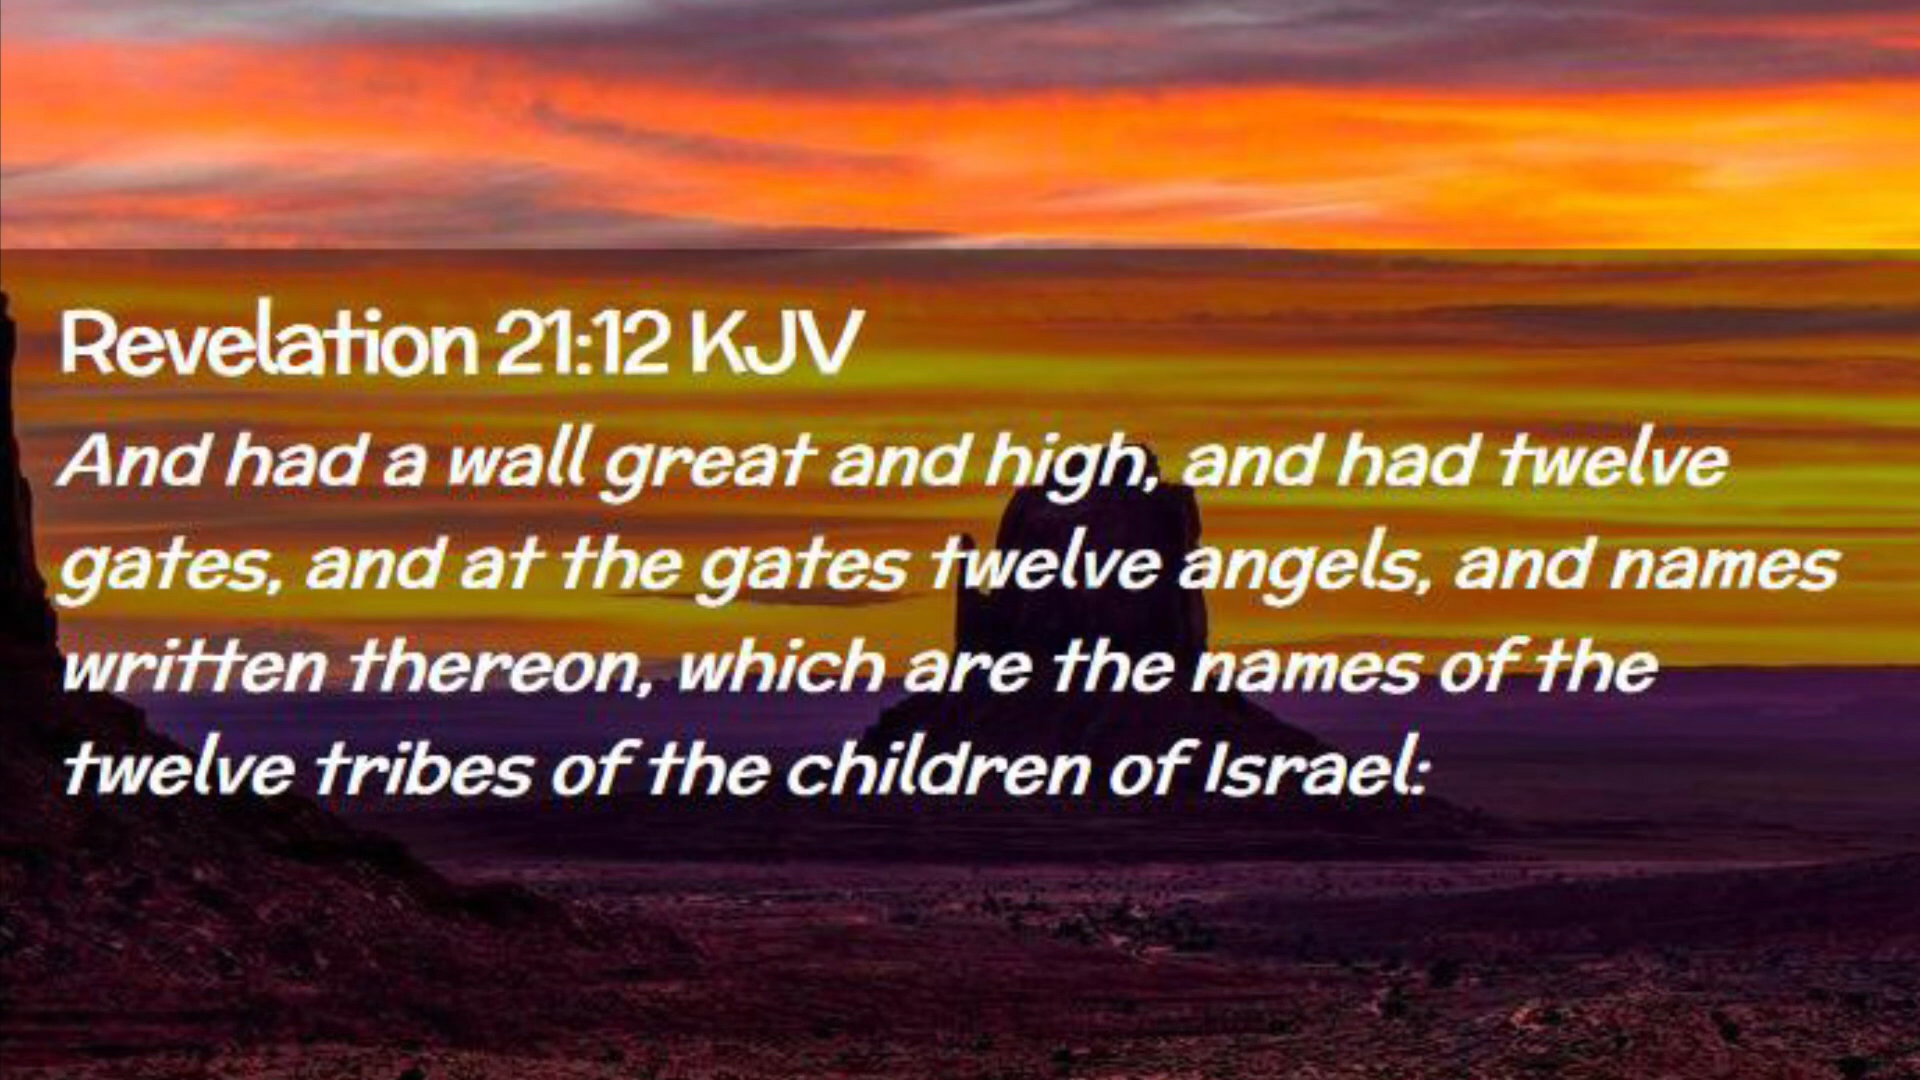 Revelation 21:12 KJV
And had a wall great and high, and had twelve
gates, and at the gates twelve angels, and names
written thereon, which are the names of the
twelve tribes of the children of Israel: